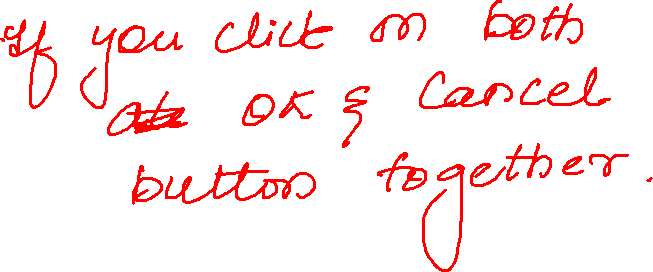 If you click on both
OK & Cancel
button together.